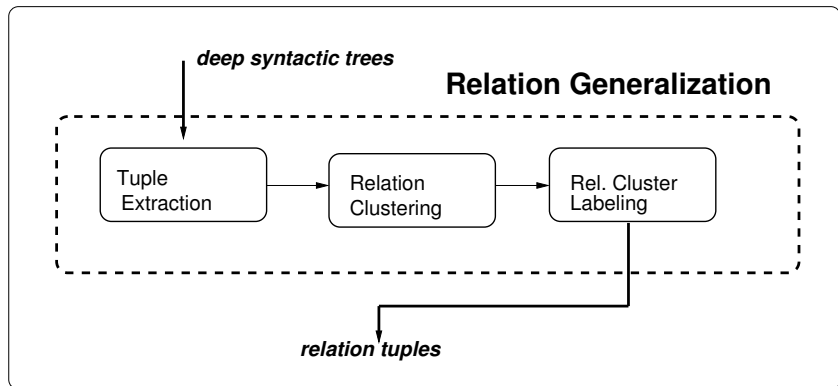 deep syntactic trees
Relation Generalization
Tuple
Extraction
Relation
Clustering
Rel. Cluster
Labeling
relation tuples